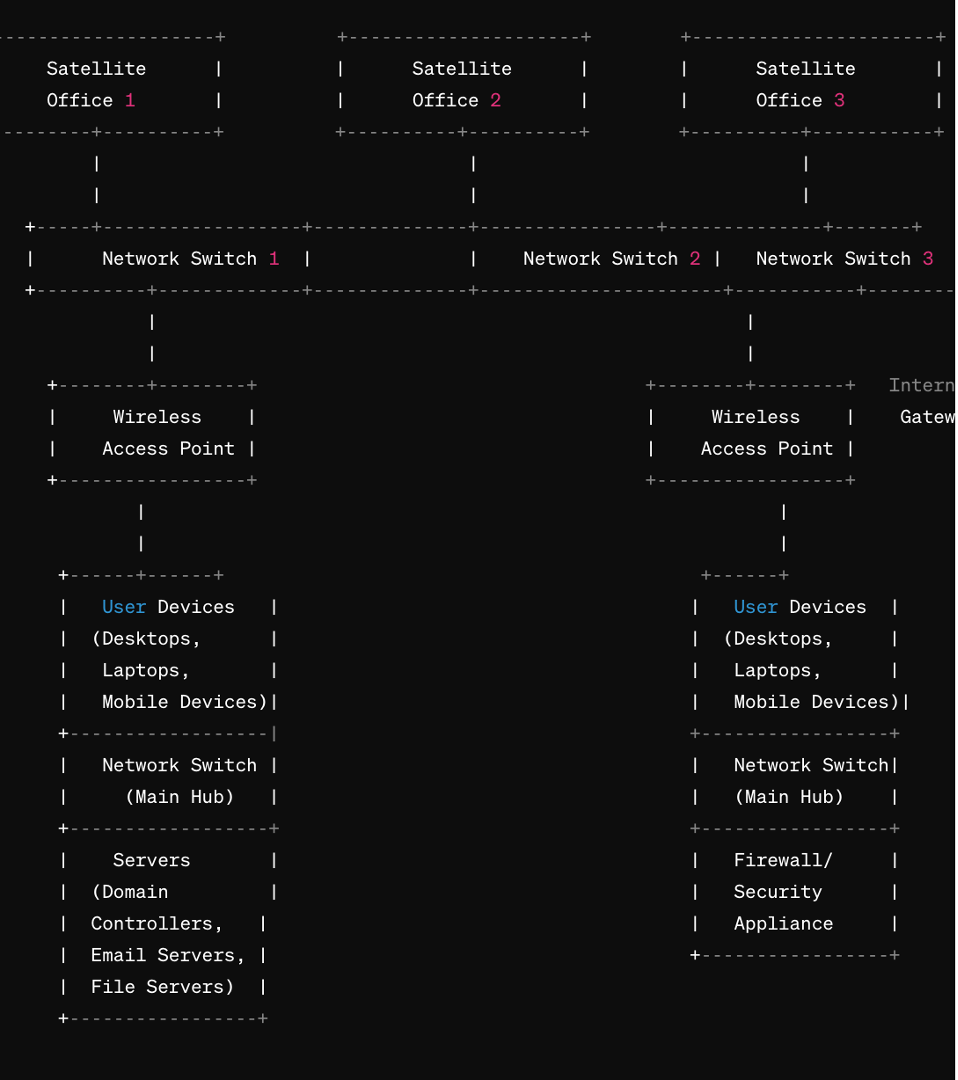 Satellite Satellite Satellite
Office 1 Office 2 Office 3
Network Switch 1 Network Switch 2 Network Switch 3
Intern
Wireless Wireless Gatew
Access Point Access Point
User Devices User Devices
(Desktops, (Desktops,
Laptops, Laptops,
Mobile Devices) Mobile Devices)
Network Switch Network Switch
(Main Hub) (Main Hub)
Servers Firewall/
(Domain Security
Controllers, Appliance
Email Servers,
File Servers)